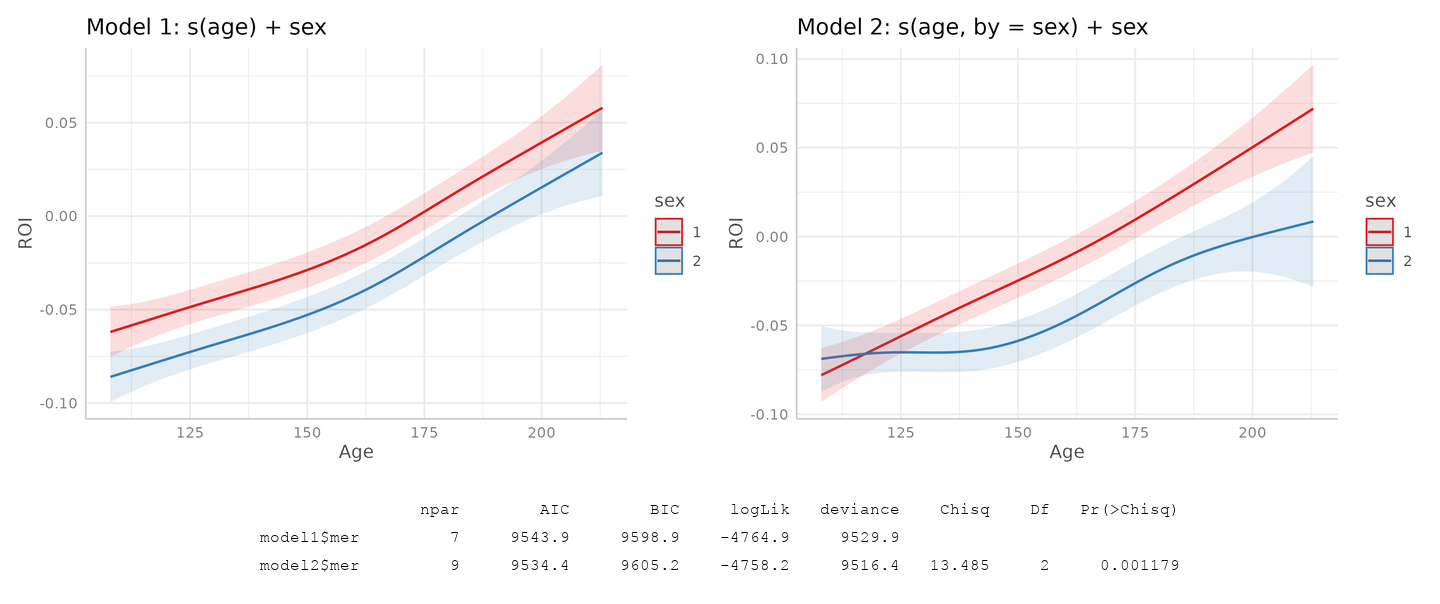 Model 1: s(age) + sex
0.05
0.00
-0.05
-0.10
ROI
125 150 175 200
Age
sex
1
2
Model 2: s(age, by = sex) + sex
0.10
0.05
0.00
-0.05
-0.10
ROI
125 150 175 200
Age
sex
1
2
npar AIC BIC logLik deviance Chisq Df Pr(>Chisq)
model1$mer 7 9543.9 9598.9 -4764.9 9529.9
model2$mer 9 9534.4 9605.2 -4758.2 9516.4 13.485 2 0.001179